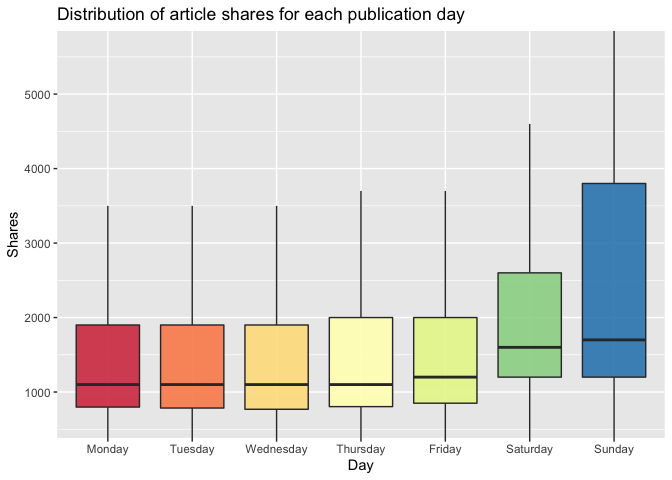 Distribution of article shares for each publication day
Shares
5000
4000
3000
2000
1000
Monday Tuesday Wednesday Thursday Friday Saturday Sunday
Day